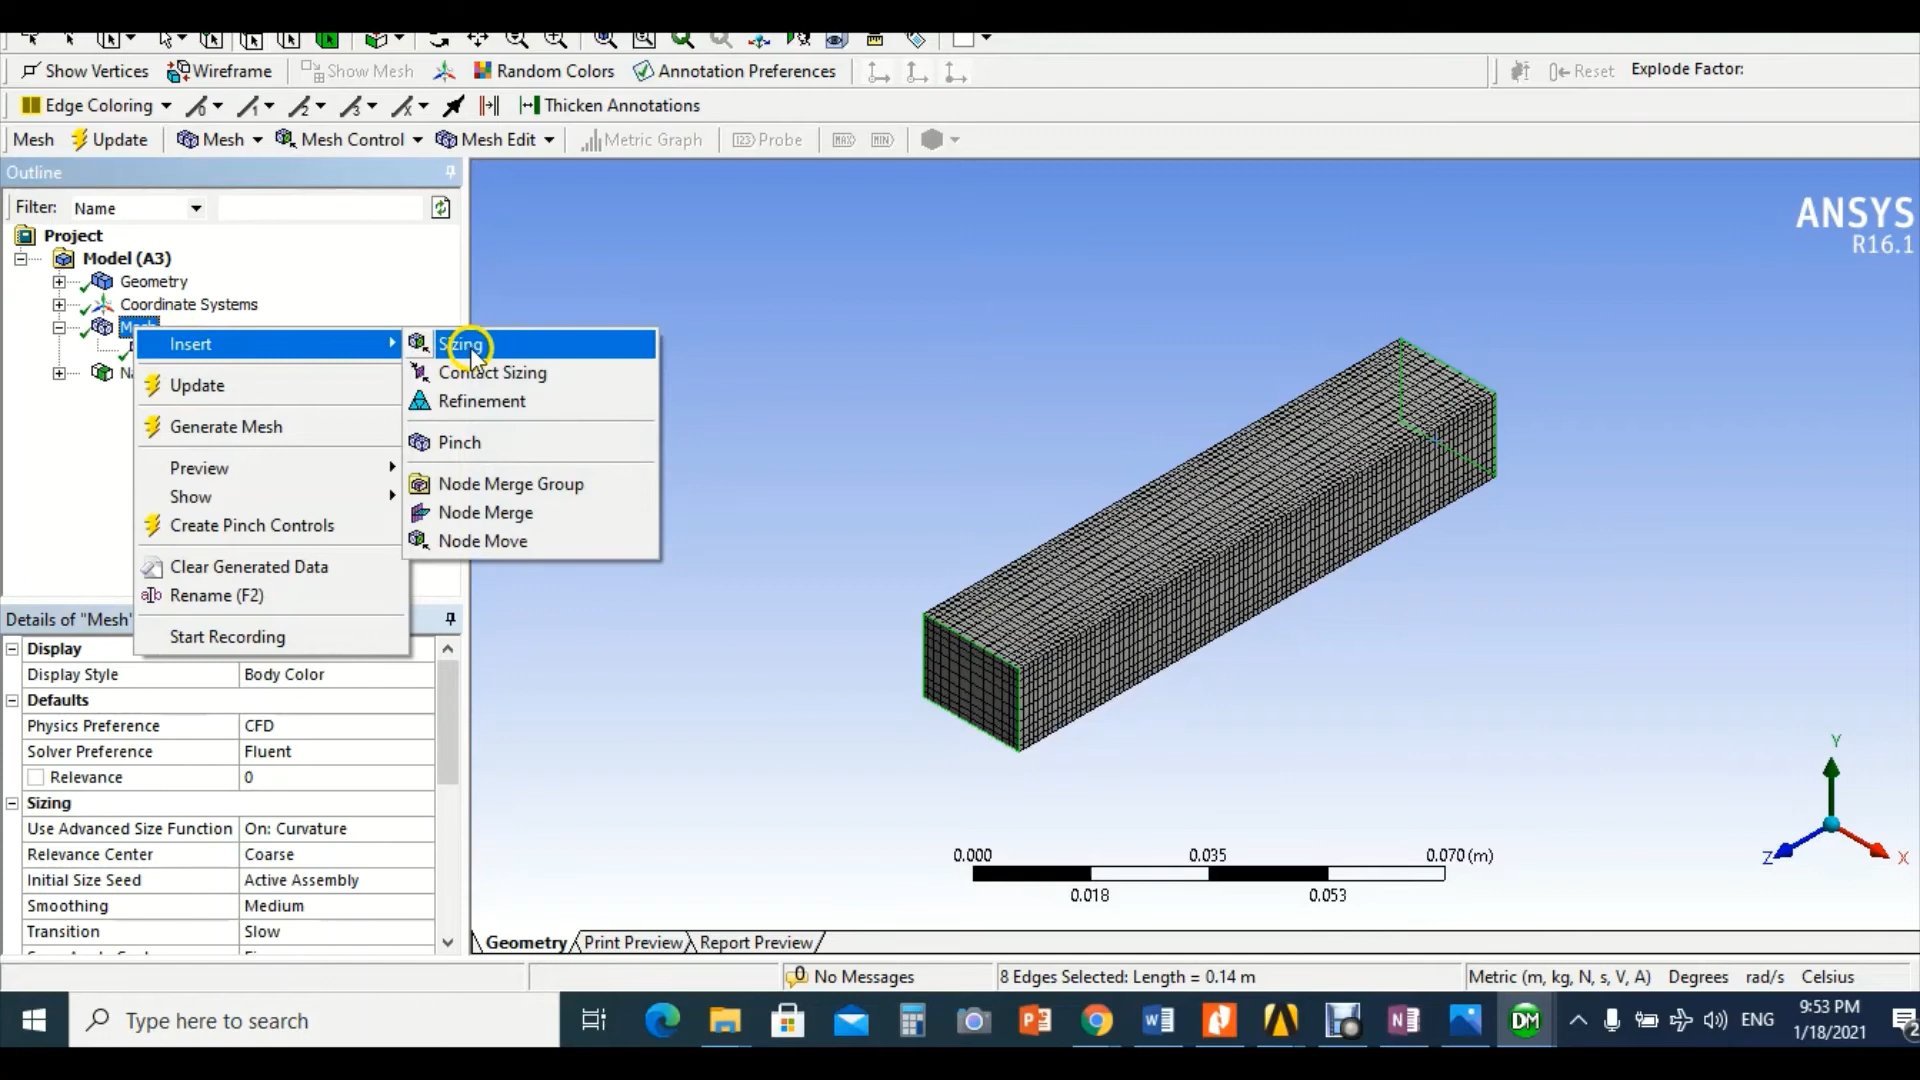 Show Vertices Wireframe Show Mesh Random Colors Annotation Preferences Reset Explode Factor:
Edge Coloring Thicken Annotations
Mesh Update Mesh Mesh Control Mesh Edit Metric Graph Probe MAX MIN
Outline
Filter: Name
Project
Model (A3)
Geometry
Coordinate Systems
Insert
Update
Generate Mesh
Preview
Show
Create Pinch Controls
Clear Generated Data
Rename (F2)
Start Recording
Sizing
Contact Sizing
Refinement
Pinch
Node Merge Group
Node Merge
Node Move
Details of "Mesh"
Display
Display Style Body Color
Defaults
Physics Preference CFD
Solver Preference Fluent
Relevance 0
Sizing
Use Advanced Size Function On: Curvature
Relevance Center Coarse
Initial Size Seed Active Assembly
Smoothing Medium
Transition Slow
ANSYS
R16.1
Y
Z
X
0.000 0.035 0.070 (m)
0.018 0.053
Geometry Print Preview Report Preview
0 No Messages 8 Edges Selected: Length = 0.14 m Metric (m, kg, N, s, V, A) Degrees rad/s Celsius
Type here to search
DM
ENG
9:53 PM
1/18/2021
2